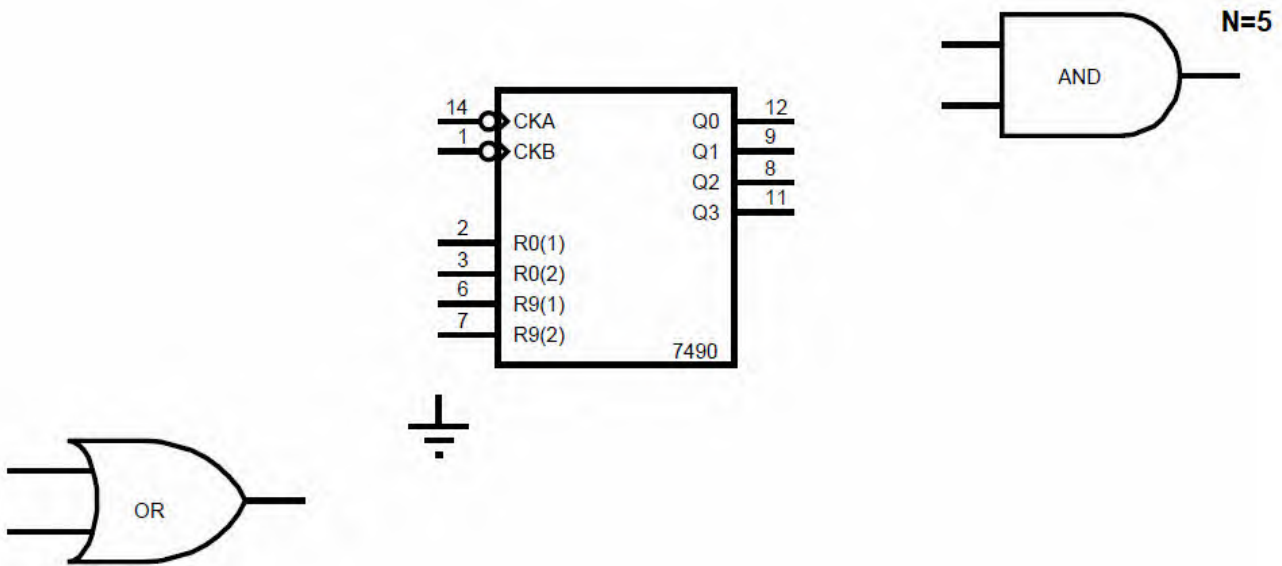 N=5
AND
14 CKA Q0 12
1 CKB Q1 9
Q2 8
Q3 11
2 R0(1)
3 R0(2)
6 R9(1)
7 R9(2)
7490
OR